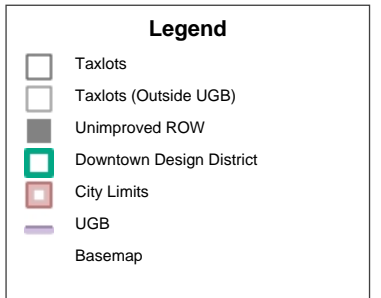 Legend
Taxlots
Taxlots (Outside UGB)
Unimproved ROW
Downtown Design District
City Limits
UGB
Basemap